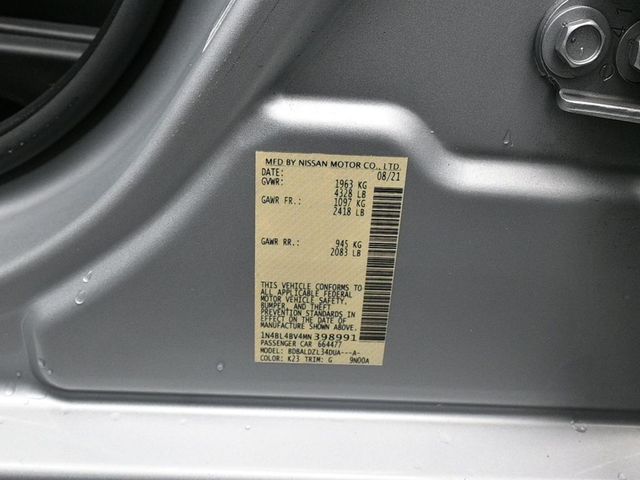 MFD BY NISSAN MOTOR CO., LTD.
DATE: 08/21
GVWR: 1963 KG
4328 LB
GAWR FR.: 1097 KG
2418 LB
GAWR RR.: 945 KG
2083 LB
THIS VEHICLE CONFORMS TO
ALL APPLICABLE FEDERAL
MOTOR VEHICLE SAFETY,
BUMPER, AND THEFT
PREVENTION STANDARDS IN
EFFECT ON THE DATE OF
MANUFACTURE SHOWN ABOVE.
1N4BL4BV4MN398991
PASSENGER CAR 664477
MODEL: BDBALDZL34DUA---A-
COLOR: K23 TRIM: G 9N00A